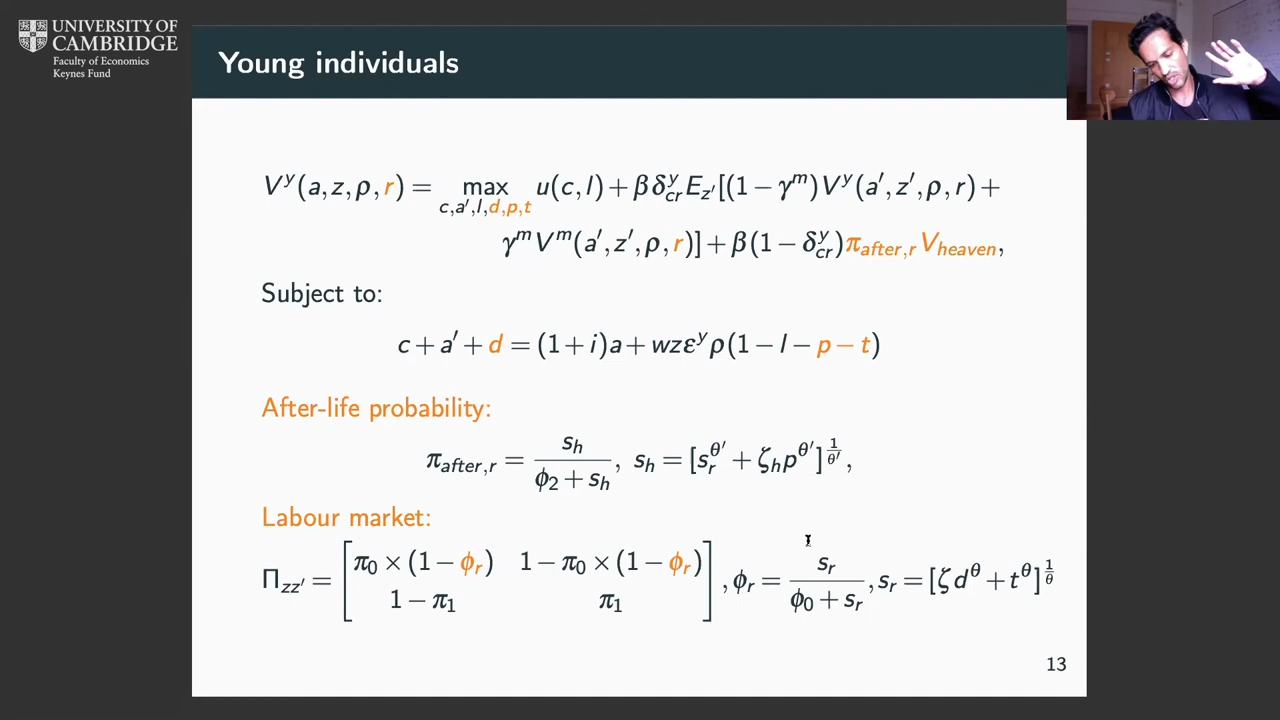 UNIVERSITY OF
CAMBRIDGE
Faculty of Economics
Keynes Fund
Young individuals
V^y(a, z, ρ, r) = max_{c,a′,l,d,p,t} u(c, l) + βδ^y_{cr}E_{z′}[(1 − γ^m)V^y(a′, z′, ρ, r) +
γ^m V^m(a′, z′, ρ, r)] + β(1 − δ^y_{cr})π_{after,r}V_{heaven},
Subject to:
c + a′ + d = (1 + i)a + wzε^yρ(1 − l − p − t)
After-life probability:
π_{after,r} = s_h / (ϕ_2 + s_h), s_h = [s_r^{θ′} + ζ_h p^{θ′}]^{1/θ′},
Labour market:
Π_{zz′} = [π_0 × (1 − ϕ_r) 1 − π_0 × (1 − ϕ_r)
1 − π_1 π_1], ϕ_r = s_r / (ϕ_0 + s_r), s_r = [ζd^θ + t^θ]^{1/θ}
13